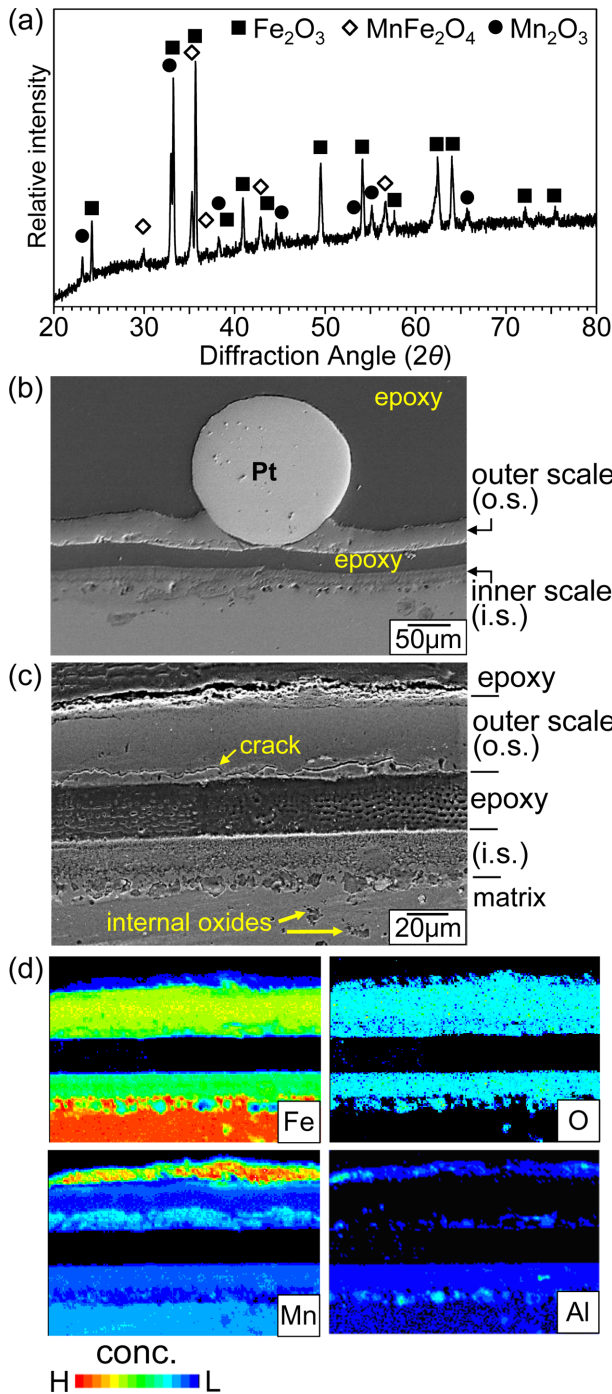 (a)
■ Fe₂O₃ ◇ MnFe₂O₄ ● Mn₂O₃
Relative intensity
20 30 40 50 60 70 80
Diffraction Angle (2θ)
(b)
epoxy
Pt
outer scale
(o.s.)
epoxy
inner scale
(i.s.)
50μm
(c)
epoxy
outer scale
(o.s.)
crack
epoxy
(i.s.)
matrix
internal oxides
20μm
(d)
Fe
O
Mn
Al
conc.
H L